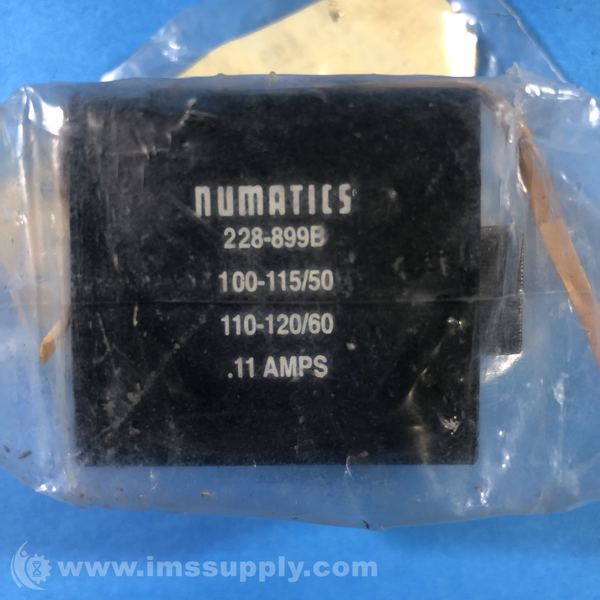 numatics
228-899B
100-115/50
110-120/60
.11 AMPS
www.imssupply.com